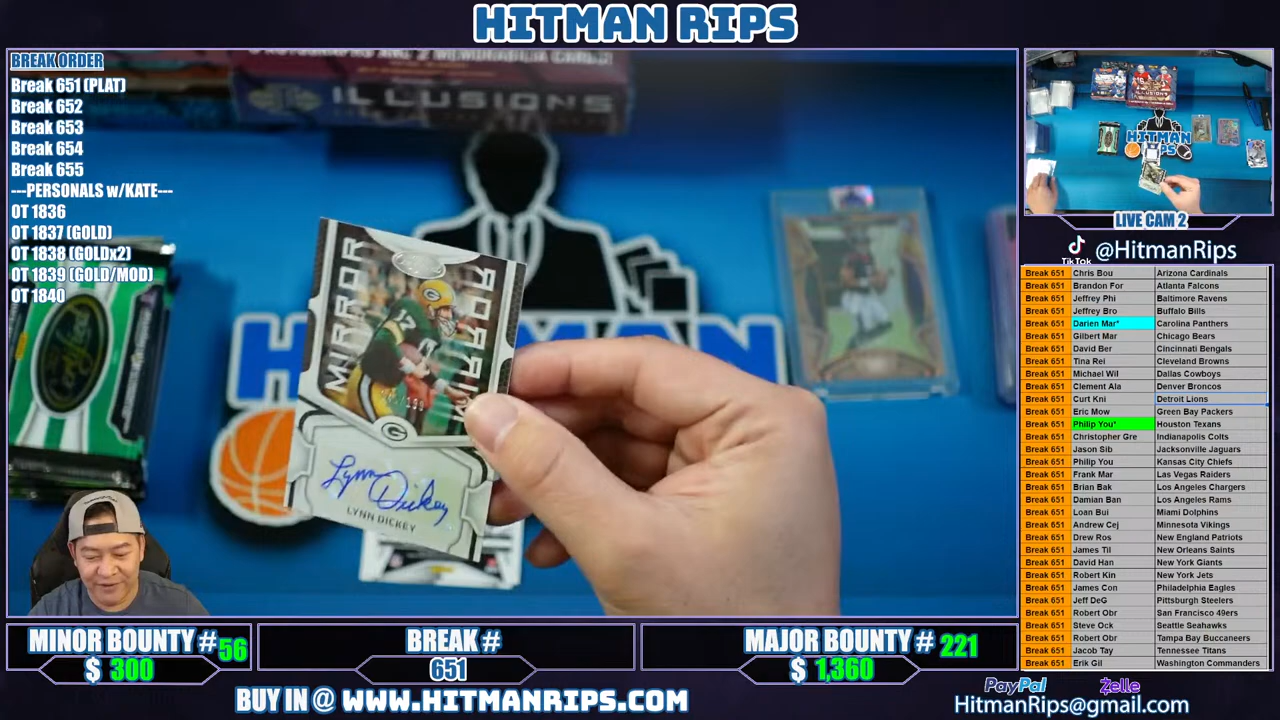 HITMAN RIPS
BREAK ORDER
Break 651 (PLAT)
Break 652
Break 653
Break 654
Break 655
---PERSONALS w/KATE---
OT 1836
OT 1837 (GOLD)
OT 1838 (GOLDx2)
OT 1839 (GOLD/MOD)
OT 1840
ILLUSIONS
MIRROR
MIRROR
/199
Lynn Dickey
LYNN DICKEY
HITMAN
RIPS
LIVE CAM 2
TikTok
@HitmanRips
Break 651 Chris Bou Arizona Cardinals
Break 651 Brandon For Atlanta Falcons
Break 651 Jeffrey Phi Baltimore Ravens
Break 651 Jeffrey Bro Buffalo Bills
Break 651 Darien Mar* Carolina Panthers
Break 651 Gilbert Mar Chicago Bears
Break 651 David Ber Cincinnati Bengals
Break 651 Tina Rei Cleveland Browns
Break 651 Michael Wil Dallas Cowboys
Break 651 Clement Ala Denver Broncos
Break 651 Curt Kni Detroit Lions
Break 651 Eric Mow Green Bay Packers
Break 651 Philip You* Houston Texans
Break 651 Christopher Gre Indianapolis Colts
Break 651 Jason Sib Jacksonville Jaguars
Break 651 Philip You Kansas City Chiefs
Break 651 Frank Mar Las Vegas Raiders
Break 651 Brian Bak Los Angeles Chargers
Break 651 Damian Ban Los Angeles Rams
Break 651 Loan Bui Miami Dolphins
Break 651 Andrew Cej Minnesota Vikings
Break 651 Drew Ros New England Patriots
Break 651 James Til New Orleans Saints
Break 651 David Han New York Giants
Break 651 Robert Kin New York Jets
Break 651 James Con Philadelphia Eagles
Break 651 Jeff DeG Pittsburgh Steelers
Break 651 Robert Obr San Francisco 49ers
Break 651 Steve Ock Seattle Seahawks
Break 651 Robert Obr Tampa Bay Buccaneers
Break 651 Jacob Tay Tennessee Titans
Break 651 Erik Gil Washington Commanders
MINOR BOUNTY # 56
$ 300
BREAK #
651
MAJOR BOUNTY # 221
$ 1,360
BUY IN @ WWW.HITMANRIPS.COM
PayPal Zelle
HitmanRips@gmail.com